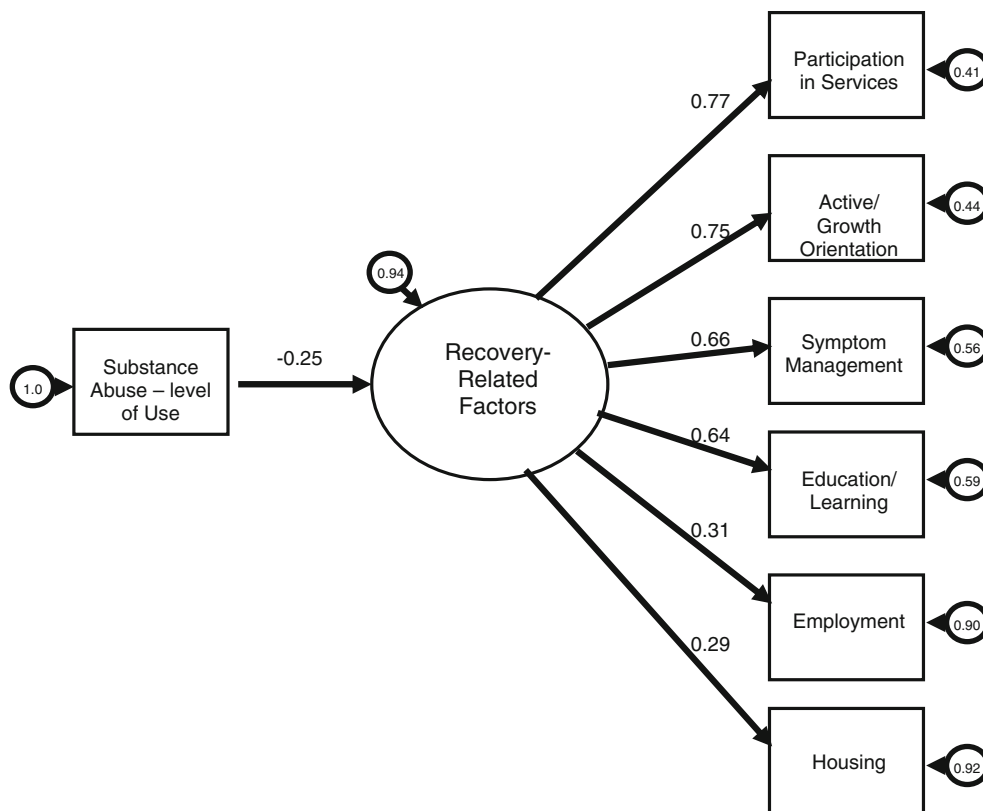 Participation
in Services
0.41
0.77
Active/
Growth
Orientation
0.44
0.75
0.94
Recovery-
Related
Factors
-0.25
Substance
Abuse – level
of Use
1.0
0.66
Symptom
Management
0.56
0.64
Education/
Learning
0.59
0.31
Employment
0.90
0.29
Housing
0.92